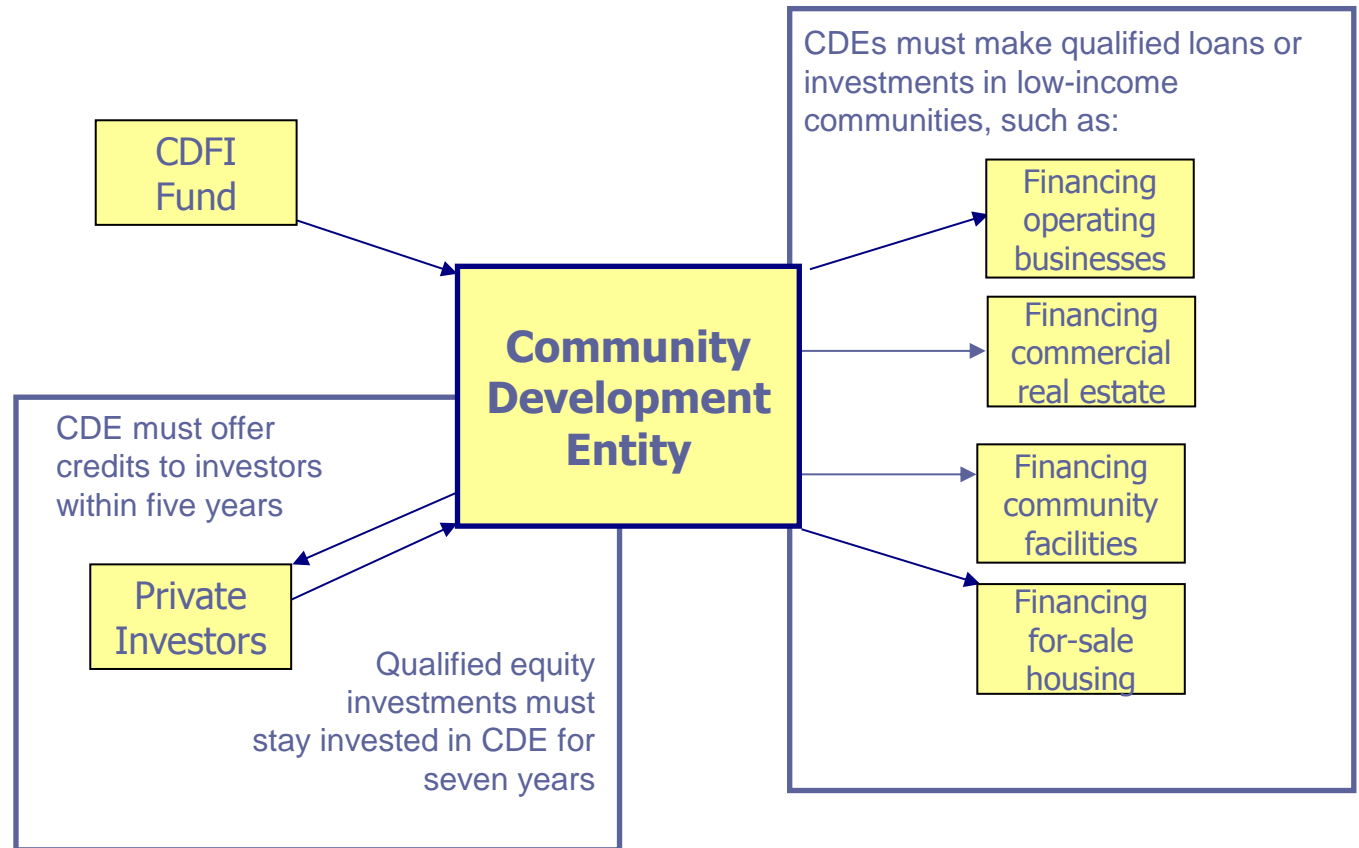 CDEs must make qualified loans or
investments in low-income
communities, such as:
CDFI
Fund
Financing
operating
businesses
Financing
commercial
real estate
Community
Development
Entity
CDE must offer
credits to investors
within five years
Financing
community
facilities
Private
Investors
Financing
for-sale
housing
Qualified equity
investments must
stay invested in CDE for
seven years